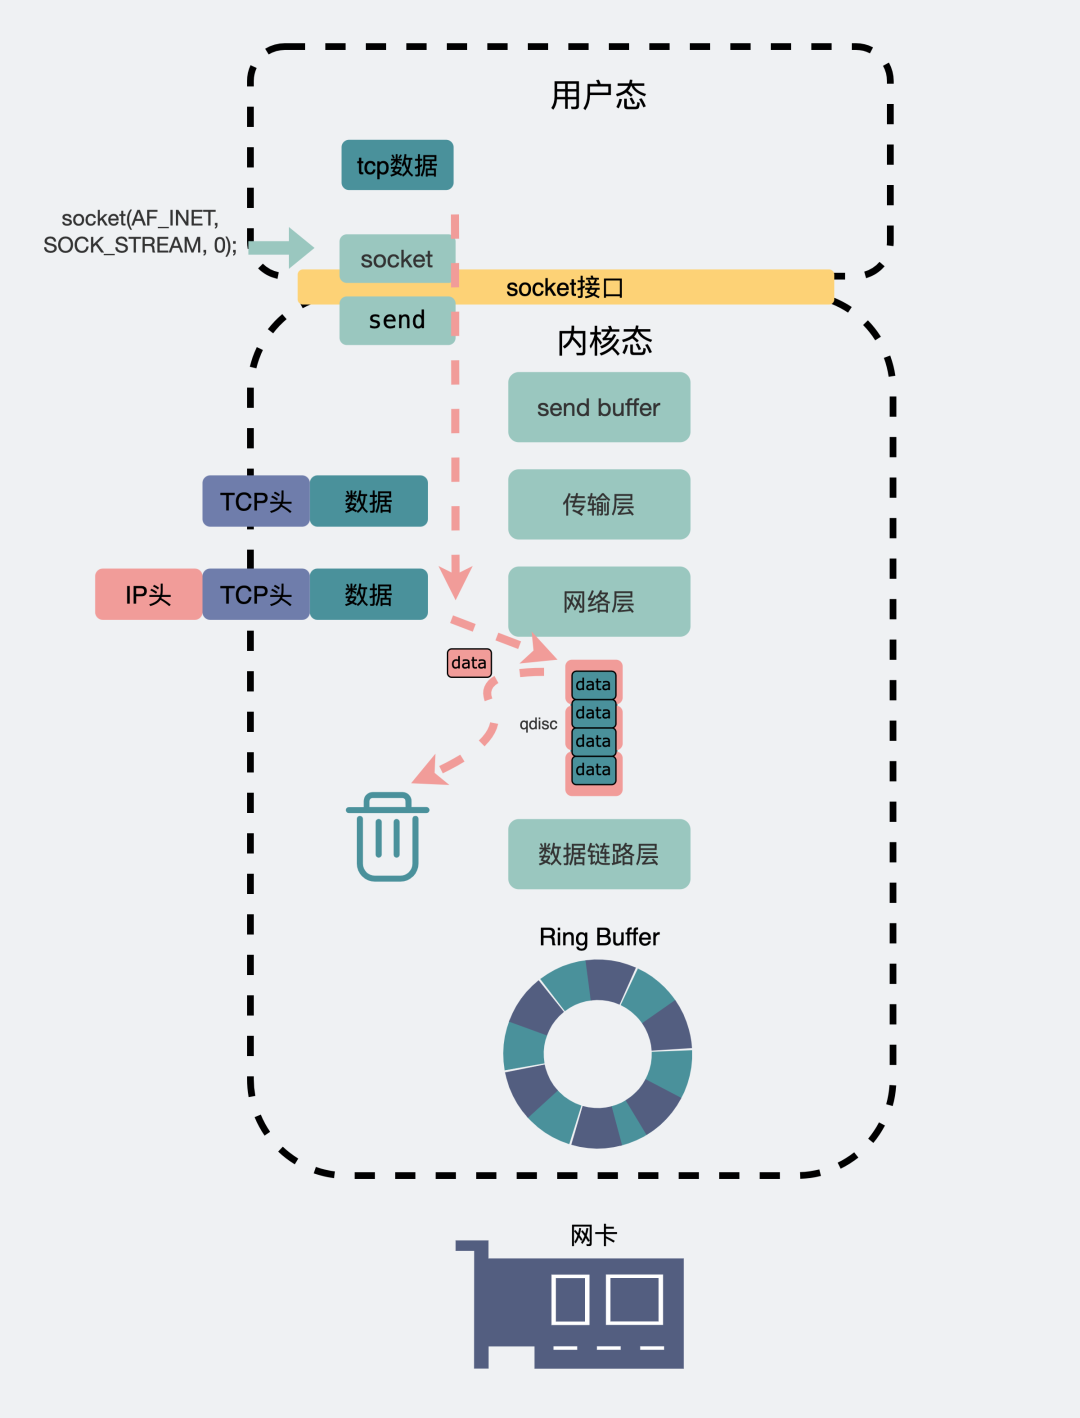 用户态
tcp数据
socket(AF_INET,
SOCK_STREAM, 0);
socket
socket接口
send
内核态
send buffer
TCP头
数据
传输层
IP头
TCP头
数据
网络层
data
data
data
data
data
qdisc
数据链路层
Ring Buffer
网卡